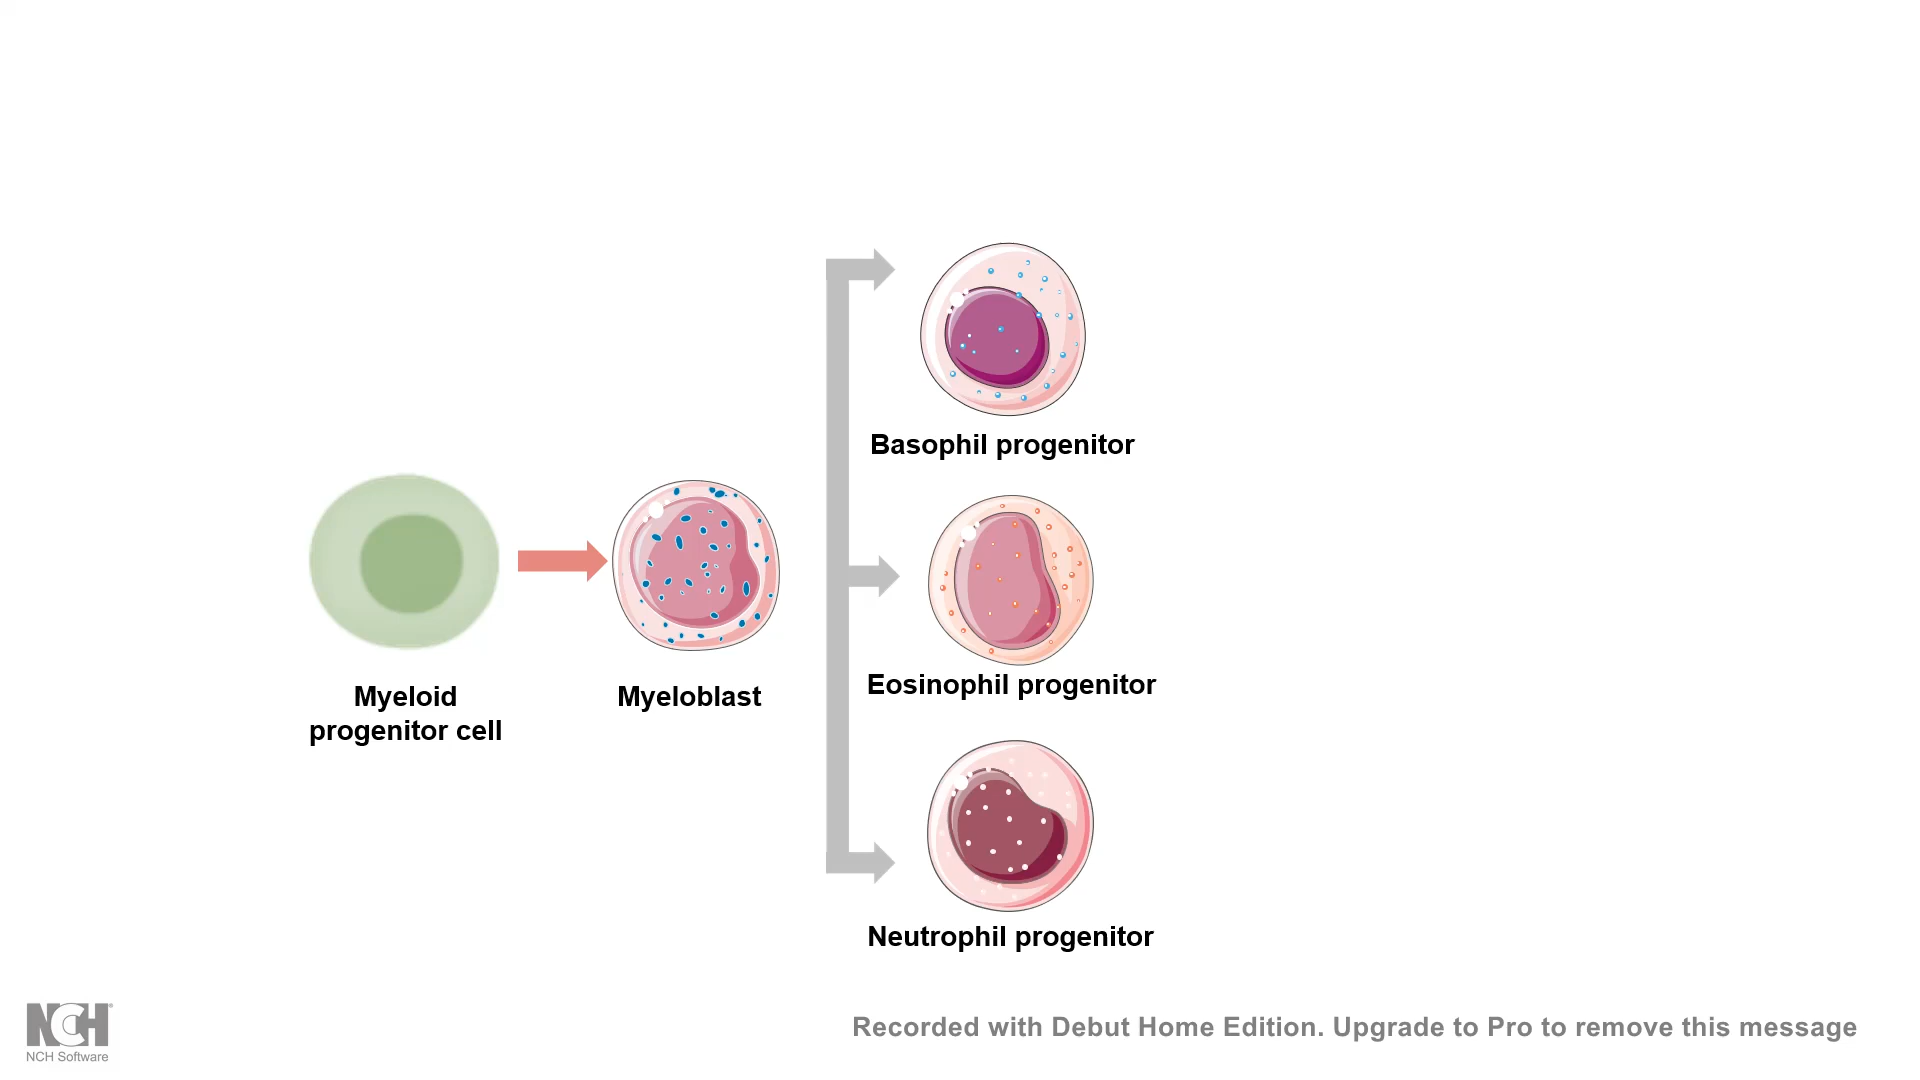 Basophil progenitor
Myeloid
progenitor cell
Myeloblast
Eosinophil progenitor
Neutrophil progenitor
NCH®
NCH Software
Recorded with Debut Home Edition. Upgrade to Pro to remove this message